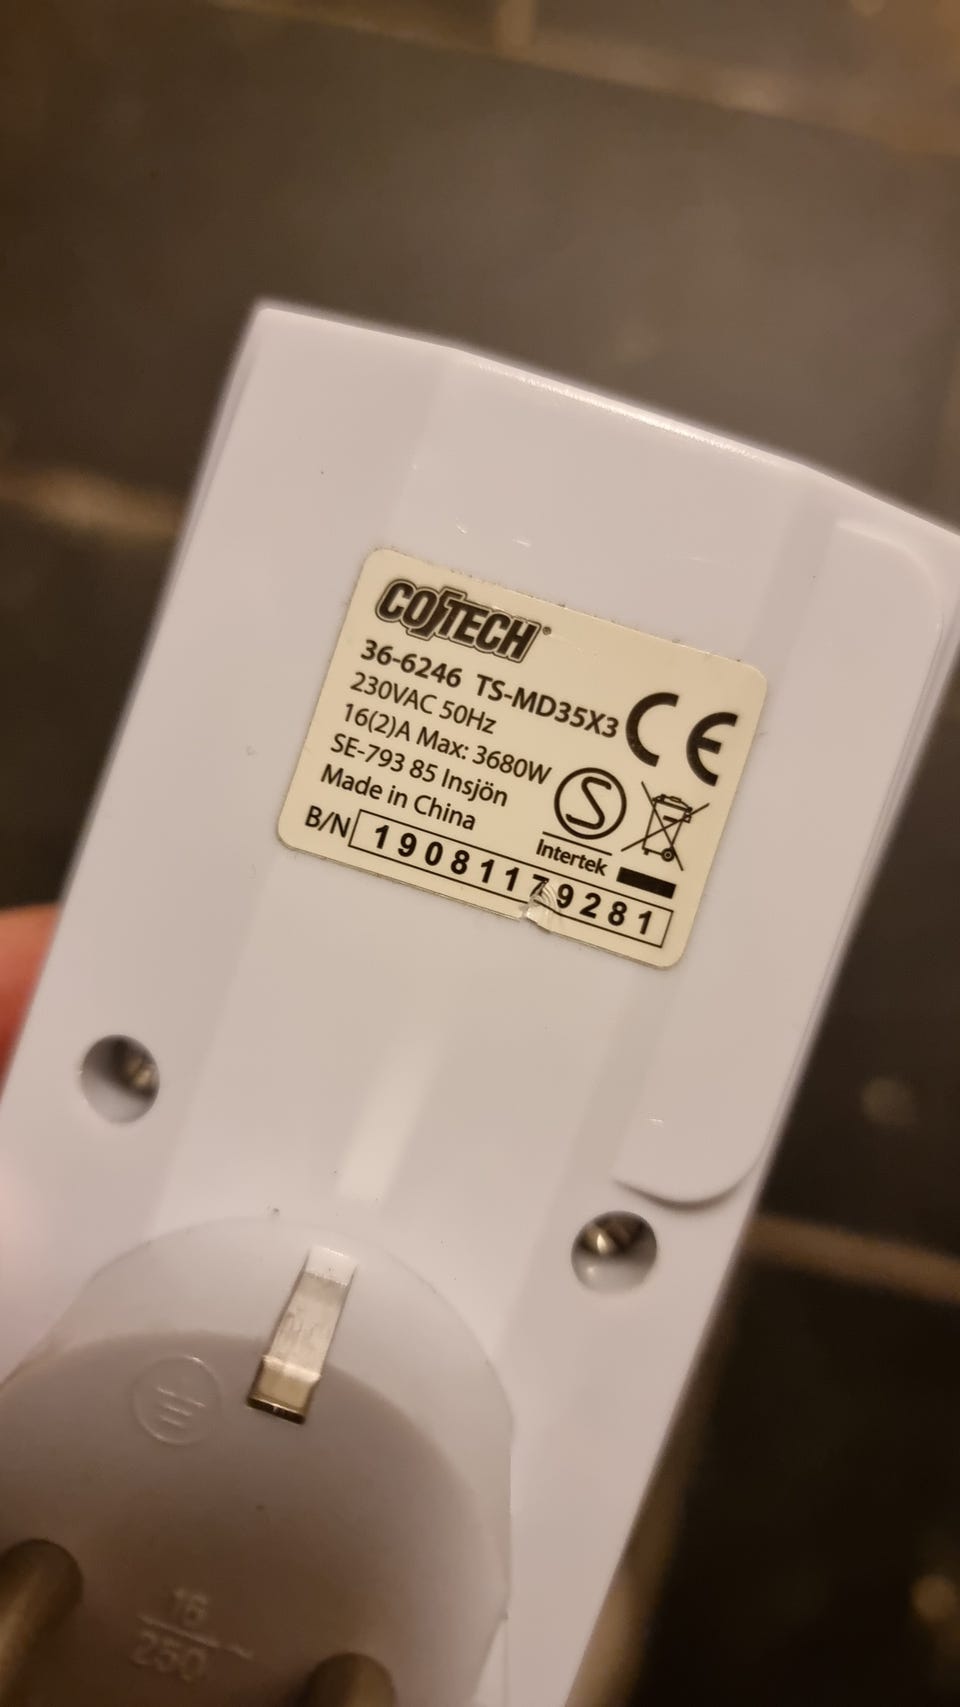 COTECH®
36-6246 TS-MD35X3
230VAC 50Hz
16(2)A Max: 3680W
SE-793 85 Insjön
Made in China
CE
S
Intertek
B/N 19081179281
16
250~